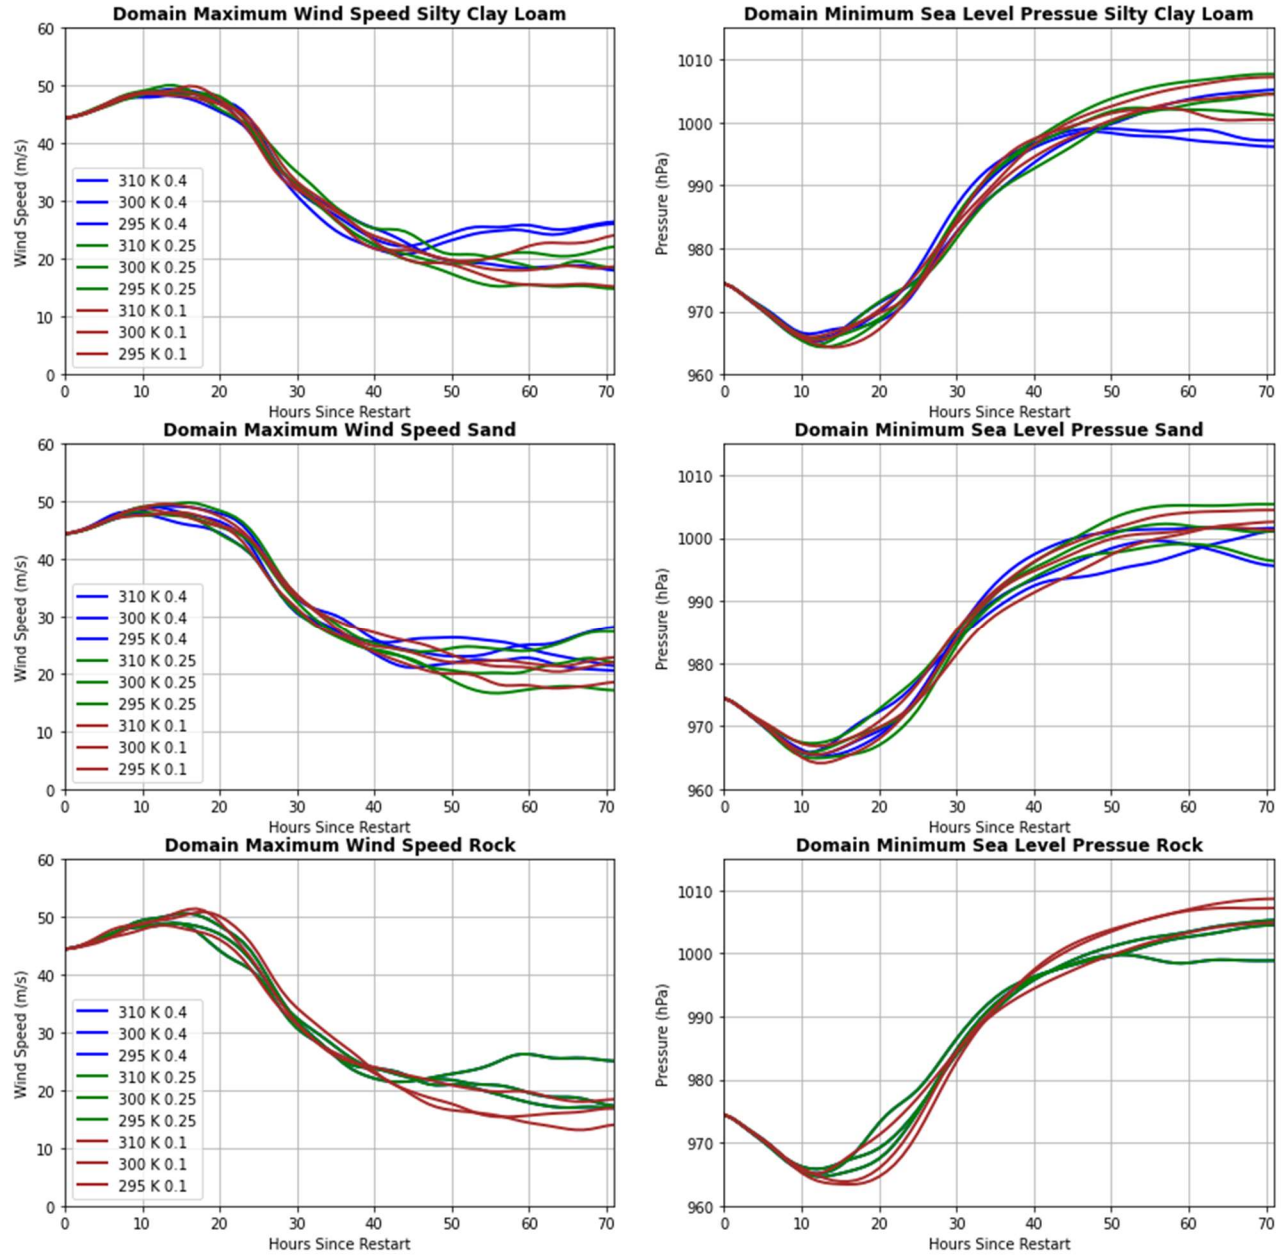 Domain Maximum Wind Speed Silty Clay Loam
60
50
40
30
20
10
0
Wind Speed (m/s)
310 K 0.4
300 K 0.4
295 K 0.4
310 K 0.25
300 K 0.25
295 K 0.25
310 K 0.1
300 K 0.1
295 K 0.1
0 10 20 30 40 50 60 70
Hours Since Restart
Domain Minimum Sea Level Pressue Silty Clay Loam
1010
1000
990
980
970
960
Pressure (hPa)
0 10 20 30 40 50 60 70
Hours Since Restart
Domain Maximum Wind Speed Sand
60
50
40
30
20
10
0
Wind Speed (m/s)
310 K 0.4
300 K 0.4
295 K 0.4
310 K 0.25
300 K 0.25
295 K 0.25
310 K 0.1
300 K 0.1
295 K 0.1
0 10 20 30 40 50 60 70
Hours Since Restart
Domain Minimum Sea Level Pressue Sand
1010
1000
990
980
970
960
Pressure (hPa)
0 10 20 30 40 50 60 70
Hours Since Restart
Domain Maximum Wind Speed Rock
60
50
40
30
20
10
0
Wind Speed (m/s)
310 K 0.4
300 K 0.4
295 K 0.4
310 K 0.25
300 K 0.25
295 K 0.25
310 K 0.1
300 K 0.1
295 K 0.1
0 10 20 30 40 50 60 70
Hours Since Restart
Domain Minimum Sea Level Pressue Rock
1010
1000
990
980
970
960
Pressure (hPa)
0 10 20 30 40 50 60 70
Hours Since Restart